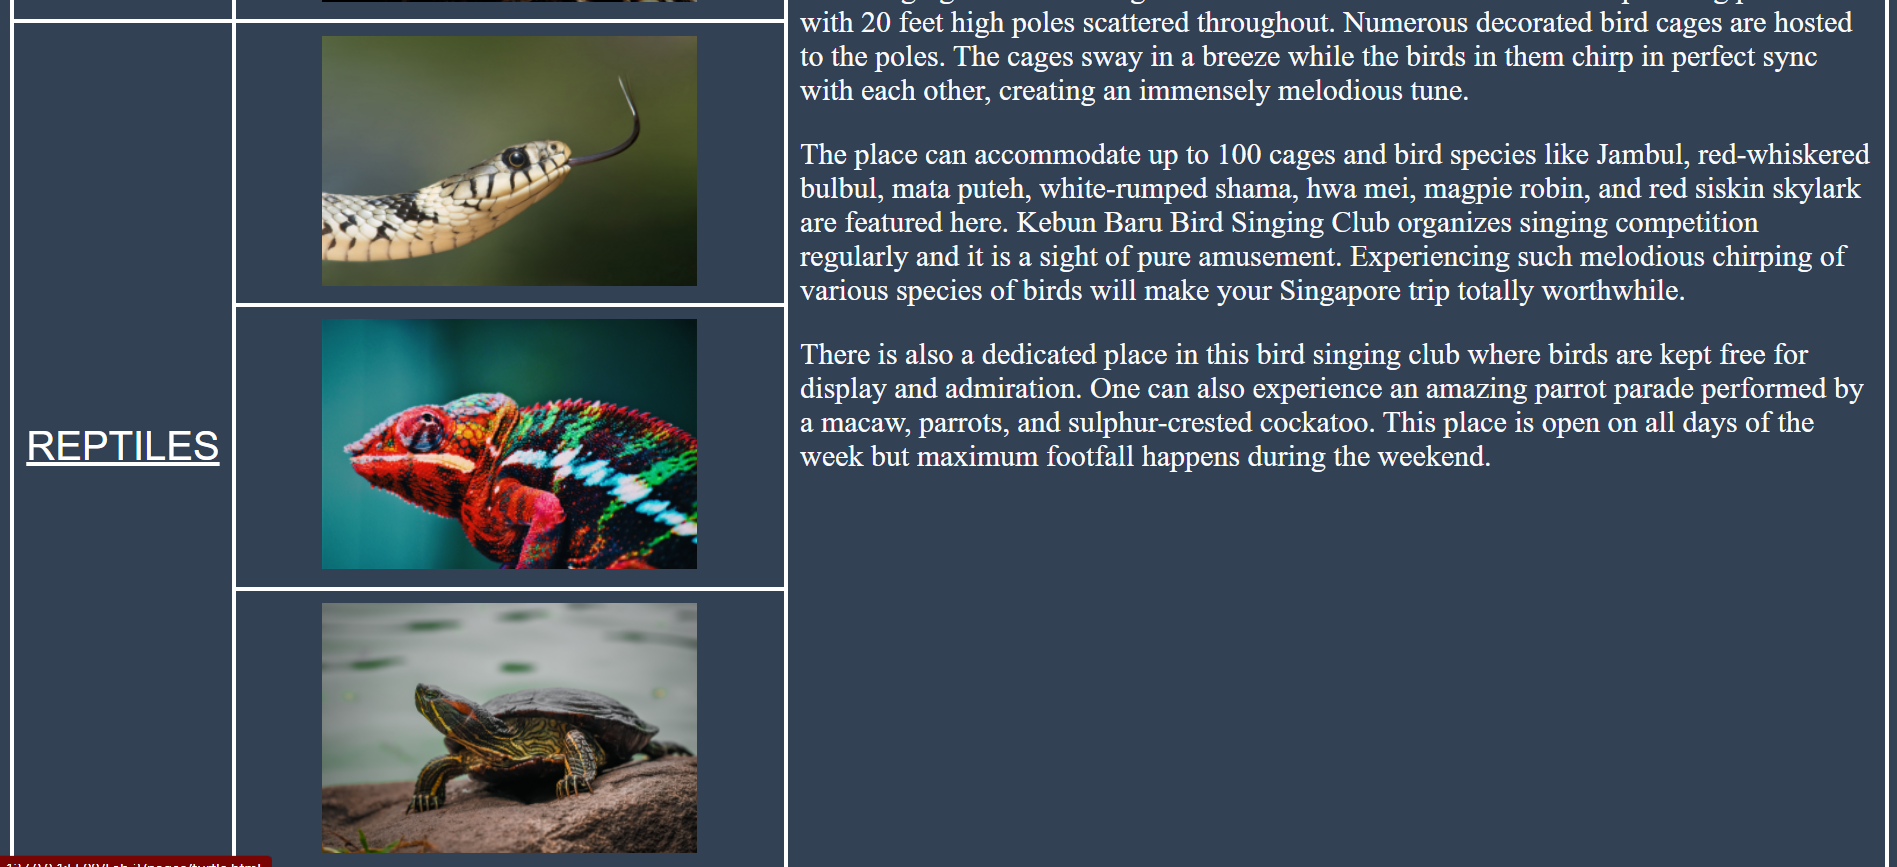 REPTILES
with 20 feet high poles scattered throughout. Numerous decorated bird cages are hosted
to the poles. The cages sway in a breeze while the birds in them chirp in perfect sync
with each other, creating an immensely melodious tune.
The place can accommodate up to 100 cages and bird species like Jambul, red-whiskered
bulbul, mata puteh, white-rumped shama, hwa mei, magpie robin, and red siskin skylark
are featured here. Kebun Baru Bird Singing Club organizes singing competition
regularly and it is a sight of pure amusement. Experiencing such melodious chirping of
various species of birds will make your Singapore trip totally worthwhile.
There is also a dedicated place in this bird singing club where birds are kept free for
display and admiration. One can also experience an amazing parrot parade performed by
a macaw, parrots, and sulphur-crested cockatoo. This place is open on all days of the
week but maximum footfall happens during the weekend.